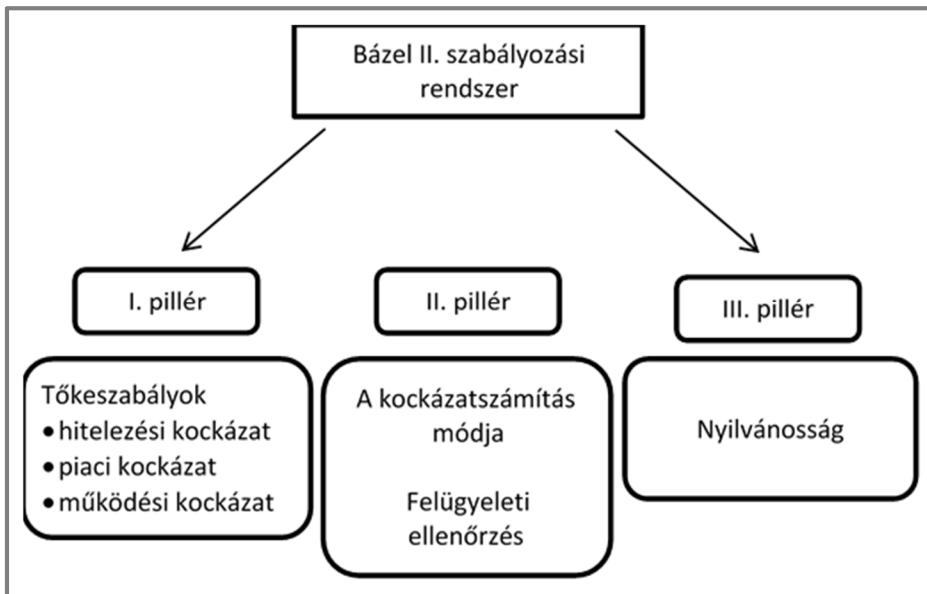 Bázel II. szabályozási
rendszer
I. pillér
II. pillér
III. pillér
Tőkeszabályok
• hitelezési kockázat
• piaci kockázat
• működési kockázat
A kockázatszámítás
módja
Felügyeleti
ellenőrzés
Nyilvánosság